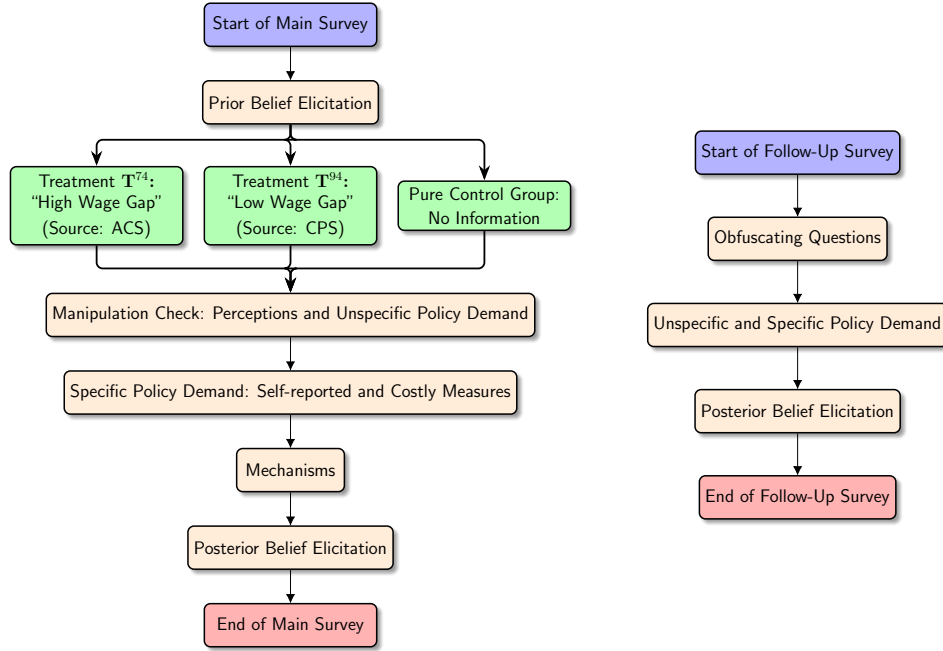 Start of Main Survey
Prior Belief Elicitation
Treatment T^74:
“High Wage Gap”
(Source: ACS)
Treatment T^94:
“Low Wage Gap”
(Source: CPS)
Pure Control Group:
No Information
Manipulation Check: Perceptions and Unspecific Policy Demand
Specific Policy Demand: Self-reported and Costly Measures
Mechanisms
Posterior Belief Elicitation
End of Main Survey
Start of Follow-Up Survey
Obfuscating Questions
Unspecific and Specific Policy Demand
Posterior Belief Elicitation
End of Follow-Up Survey